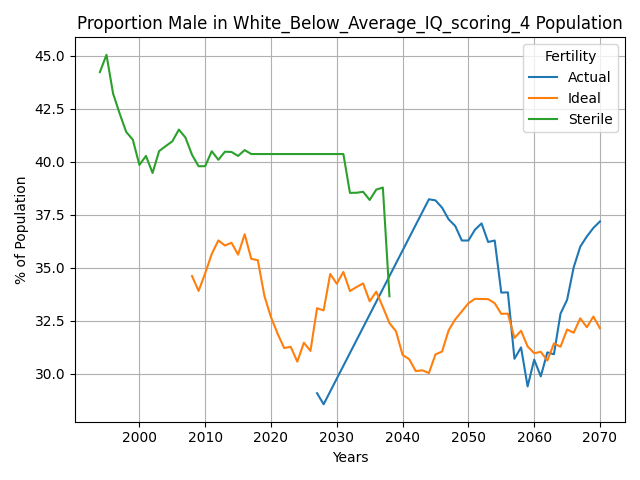 Proportion Male in White_Below_Average_IQ_scoring_4 Population
Fertility
Actual
Ideal
Sterile
% of Population
45.0
42.5
40.0
37.5
35.0
32.5
30.0
2000 2010 2020 2030 2040 2050 2060 2070
Years